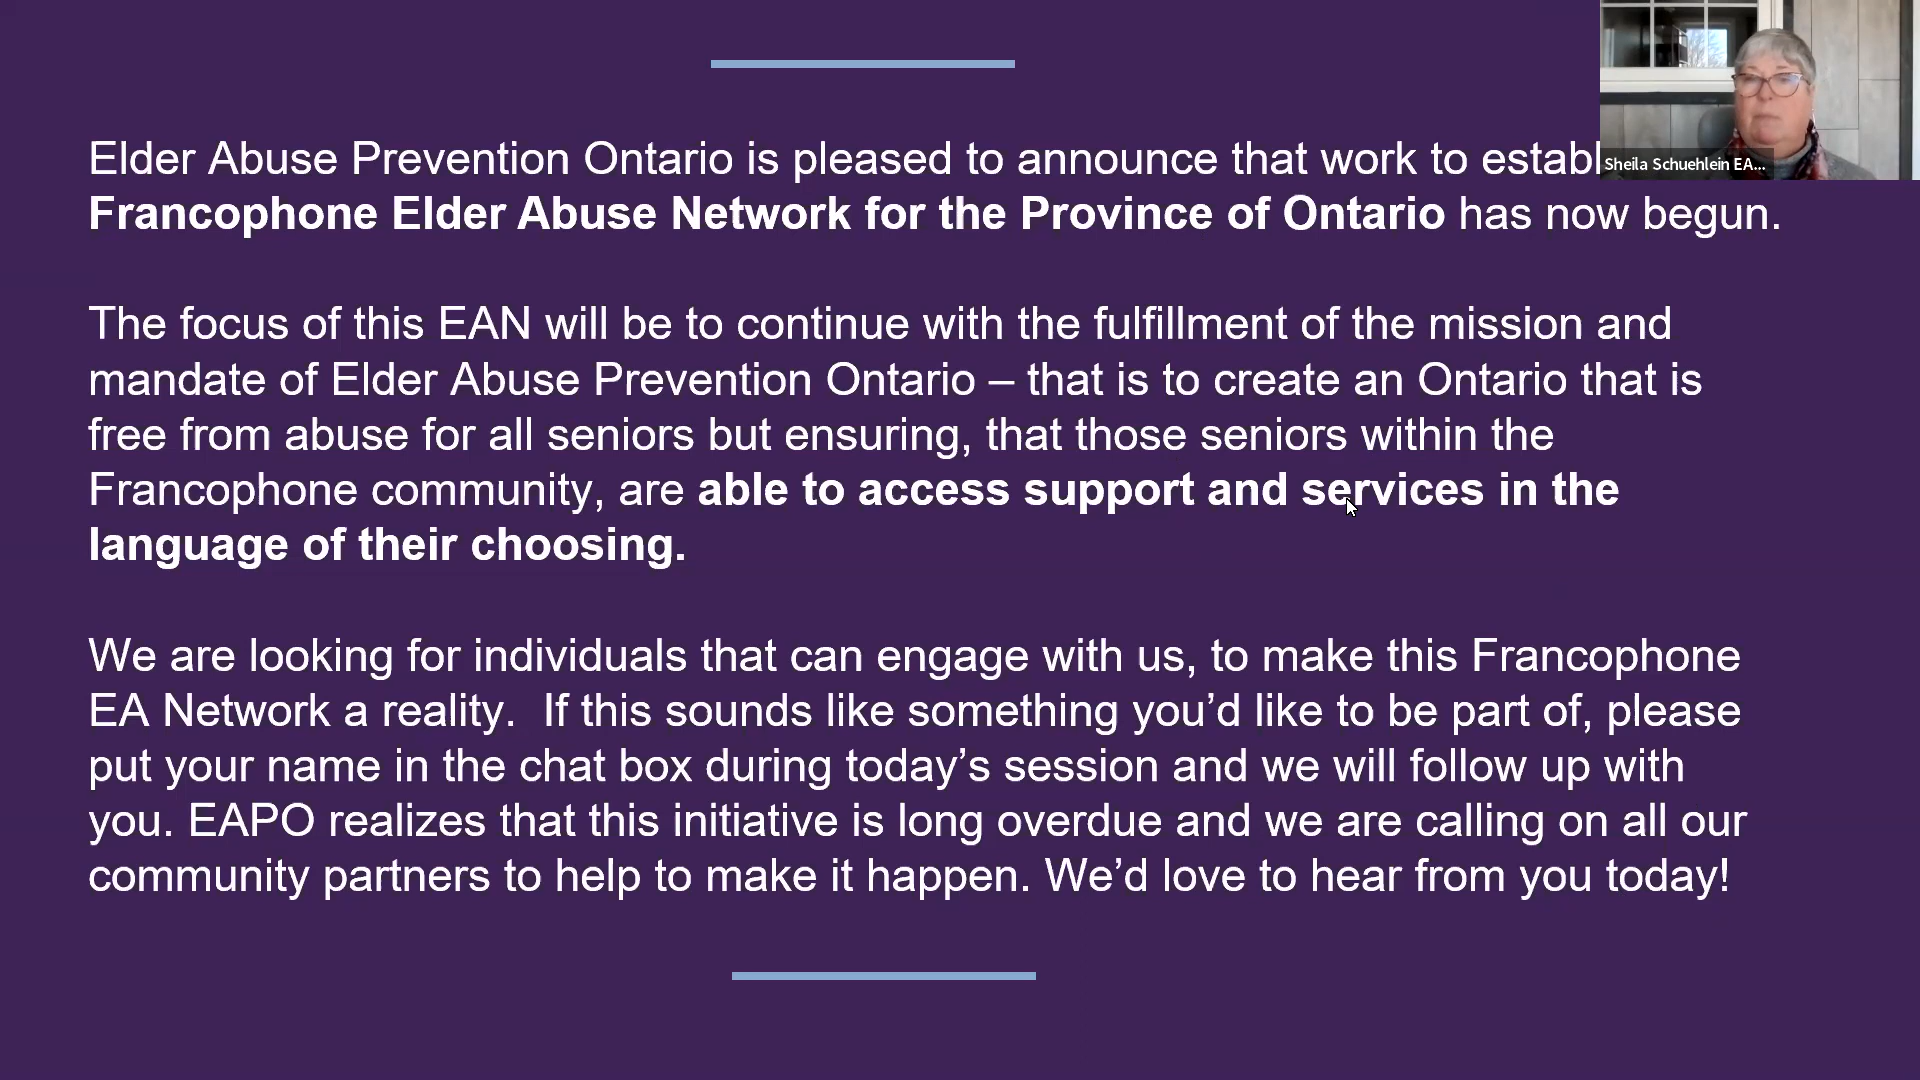 Elder Abuse Prevention Ontario is pleased to announce that work to establ
Sheila Schuehlein EA...
Francophone Elder Abuse Network for the Province of Ontario has now begun.
The focus of this EAN will be to continue with the fulfillment of the mission and
mandate of Elder Abuse Prevention Ontario – that is to create an Ontario that is
free from abuse for all seniors but ensuring, that those seniors within the
Francophone community, are able to access support and services in the
language of their choosing.
We are looking for individuals that can engage with us, to make this Francophone
EA Network a reality.  If this sounds like something you’d like to be part of, please
put your name in the chat box during today’s session and we will follow up with
you. EAPO realizes that this initiative is long overdue and we are calling on all our
community partners to help to make it happen. We’d love to hear from you today!